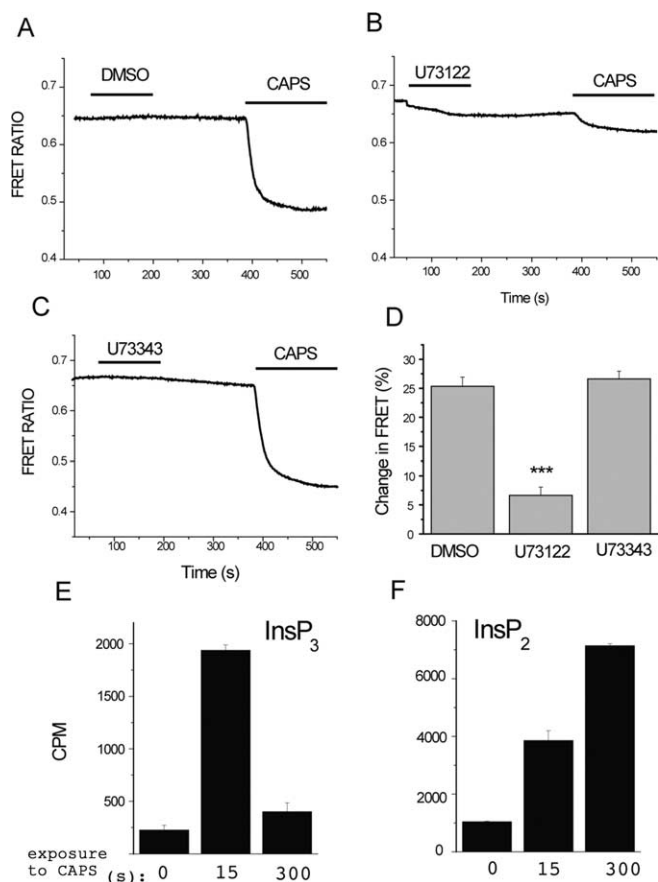 A
DMSO
CAPS
FRET RATIO
0.7
0.6
0.5
0.4
100 200 300 400 500
B
U73122
CAPS
0.7
0.6
0.5
0.4
100 200 300 400 500
Time (s)
C
U73343
CAPS
FRET RATIO
0.7
0.6
0.5
0.4
100 200 300 400 500
Time (s)
D
Change in FRET (%)
30
25
20
15
10
5
0
***
DMSO U73122 U73343
E
InsP3
CPM
2000
1500
1000
500
exposure
to CAPS (s): 0 15 300
F
InsP2
8000
6000
4000
2000
0
0 15 300